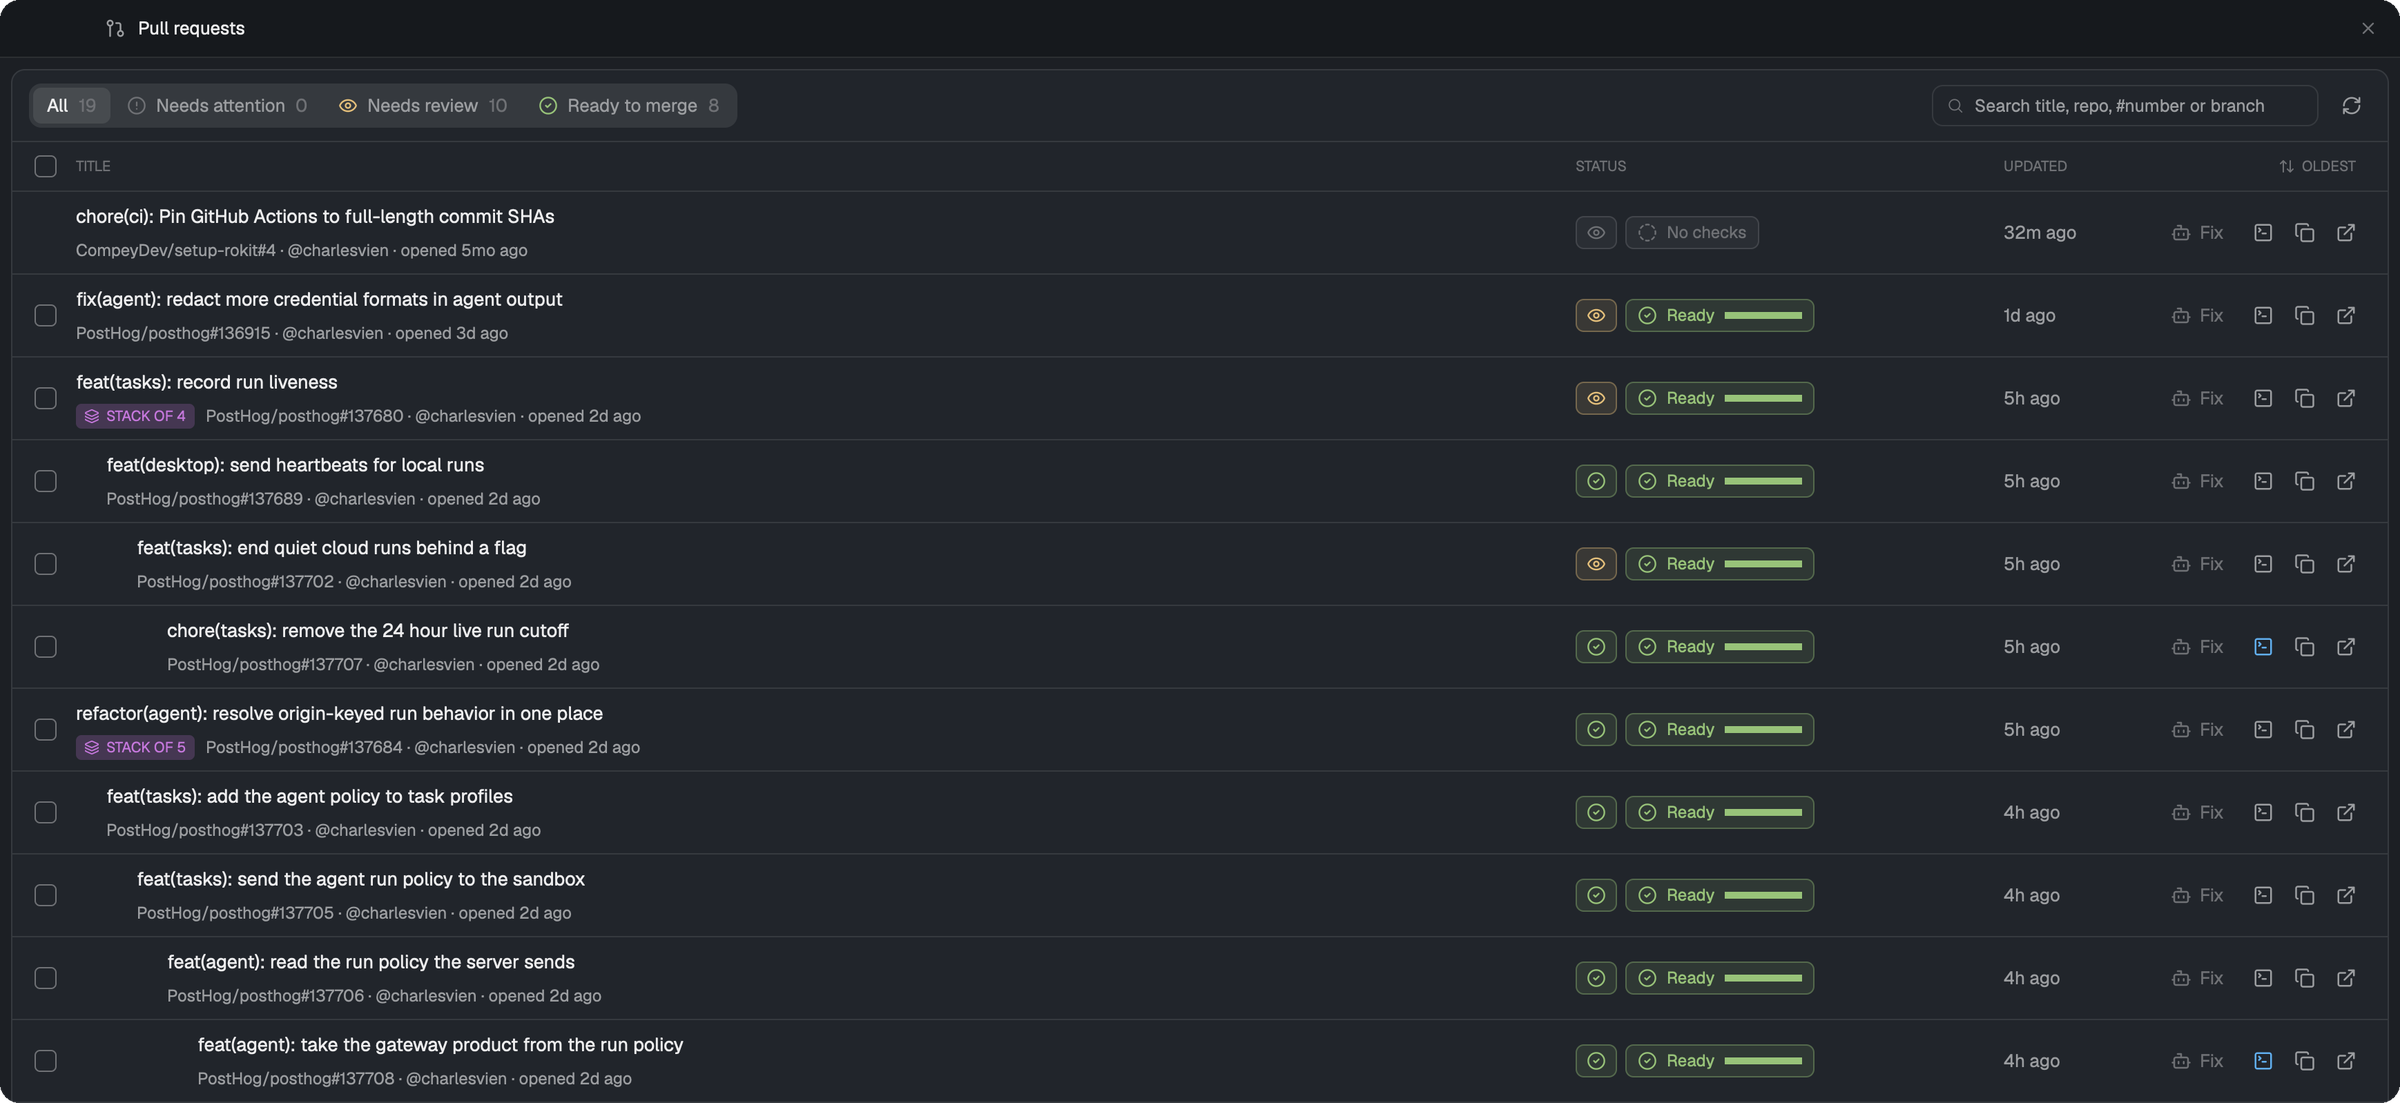 Pull requests
All 19 Needs attention 0 Needs review 10 Ready to merge 8 Search title, repo, #number or branch
TITLE STATUS UPDATED OLDEST
chore(ci): Pin GitHub Actions to full-length commit SHAs
CompeyDev/setup-rokit#4 · @charlesvien · opened 5mo ago
No checks 32m ago Fix
fix(agent): redact more credential formats in agent output
PostHog/posthog#136915 · @charlesvien · opened 3d ago
Ready 1d ago Fix
feat(tasks): record run liveness
STACK OF 4 PostHog/posthog#137680 · @charlesvien · opened 2d ago
Ready 5h ago Fix
feat(desktop): send heartbeats for local runs
PostHog/posthog#137689 · @charlesvien · opened 2d ago
Ready 5h ago Fix
feat(tasks): end quiet cloud runs behind a flag
PostHog/posthog#137702 · @charlesvien · opened 2d ago
Ready 5h ago Fix
chore(tasks): remove the 24 hour live run cutoff
PostHog/posthog#137707 · @charlesvien · opened 2d ago
Ready 5h ago Fix
refactor(agent): resolve origin-keyed run behavior in one place
STACK OF 5 PostHog/posthog#137684 · @charlesvien · opened 2d ago
Ready 5h ago Fix
feat(tasks): add the agent policy to task profiles
PostHog/posthog#137703 · @charlesvien · opened 2d ago
Ready 4h ago Fix
feat(tasks): send the agent run policy to the sandbox
PostHog/posthog#137705 · @charlesvien · opened 2d ago
Ready 4h ago Fix
feat(agent): read the run policy the server sends
PostHog/posthog#137706 · @charlesvien · opened 2d ago
Ready 4h ago Fix
feat(agent): take the gateway product from the run policy
PostHog/posthog#137708 · @charlesvien · opened 2d ago
Ready 4h ago Fix